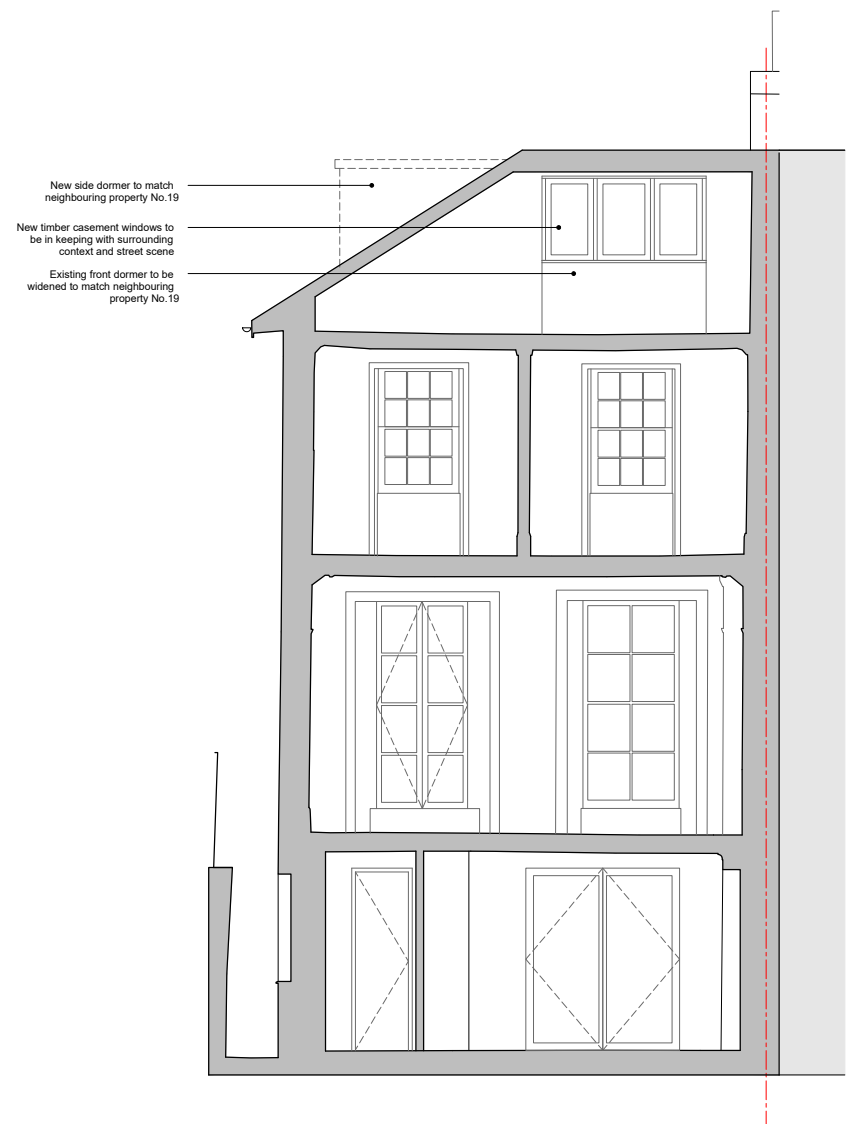 New side dormer to match
neighbouring property No.19
New timber casement windows to
be in keeping with surrounding
context and street scene
Existing front dormer to be
widened to match neighbouring
property No.19